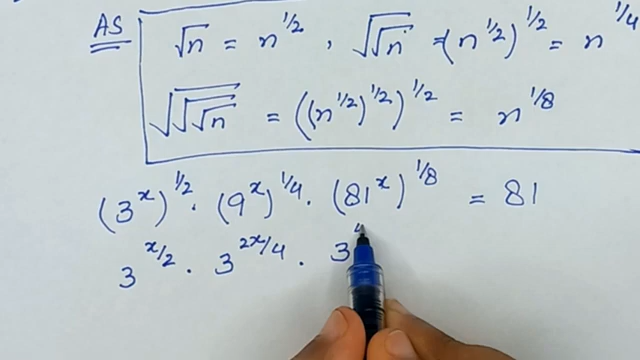 AS √n = n^1/2 , √√n = (n^1/2)^1/2 = n^1/4
√√√n = ((n^1/2)^1/2)^1/2 = n^1/8
(3^x)^1/2 · (9^x)^1/4 · (81^x)^1/8 = 81
3^x/2 · 3^2x/4 · 3^4